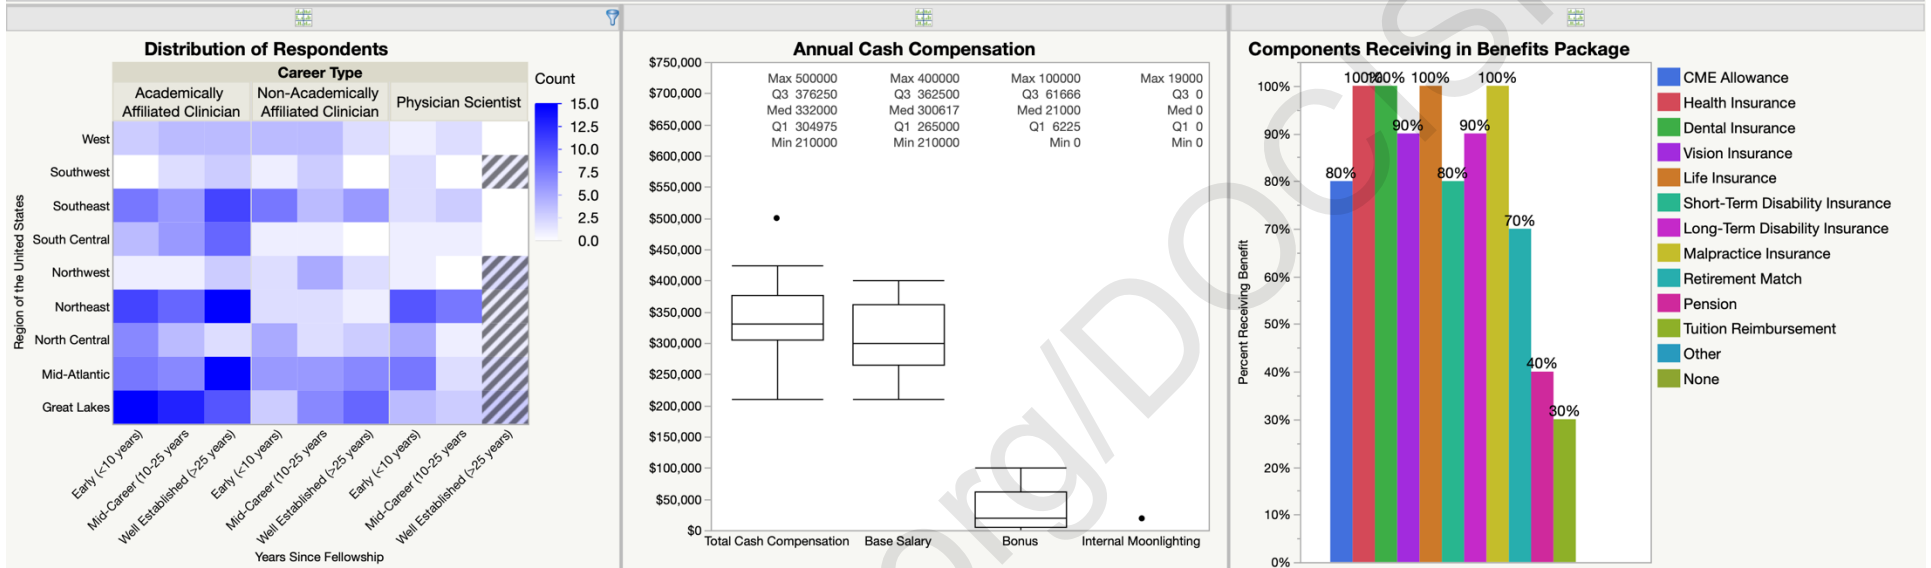 Distribution of Respondents
Career Type
Academically
Affiliated Clinician
Non-Academically
Affiliated Clinician
Physician Scientist
Count
15.0
12.5
10.0
7.5
5.0
2.5
0.0
Region of the United States
West
Southwest
Southeast
South Central
Northwest
Northeast
North Central
Mid-Atlantic
Great Lakes
Early (<10 years)
Mid-Career (10-25 years
Well Established (>25 years)
Early (<10 years)
Mid-Career (10-25 years
Well Established (>25 years)
Early (<10 years)
Mid-Career (10-25 years
Well Established (>25 years)
Years Since Fellowship
Annual Cash Compensation
$750,000
$700,000
$650,000
$600,000
$550,000
$500,000
$450,000
$400,000
$350,000
$300,000
$250,000
$200,000
$150,000
$100,000
$50,000
$0
Max 500000
Q3 376250
Med 332000
Q1 304975
Min 210000
Max 400000
Q3 362500
Med 300617
Q1 265000
Min 210000
Max 100000
Q3 61666
Med 21000
Q1 6225
Min 0
Max 19000
Q3 0
Med 0
Q1 0
Min 0
Total Cash Compensation
Base Salary
Bonus
Internal Moonlighting
Components Receiving in Benefits Package
Percent Receiving Benefit
100%
90%
80%
70%
60%
50%
40%
30%
20%
10%
0%
80%
100%
100%
90%
100%
80%
90%
100%
70%
40%
30%
CME Allowance
Health Insurance
Dental Insurance
Vision Insurance
Life Insurance
Short-Term Disability Insurance
Long-Term Disability Insurance
Malpractice Insurance
Retirement Match
Pension
Tuition Reimbursement
Other
None